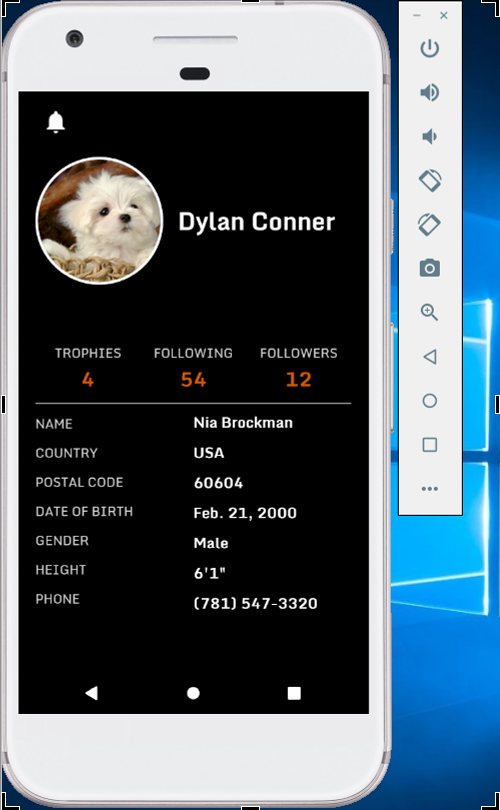 Dylan Conner
TROPHIES FOLLOWING FOLLOWERS
4 54 12
NAME Nia Brockman
COUNTRY USA
POSTAL CODE 60604
DATE OF BIRTH Feb. 21, 2000
GENDER Male
HEIGHT 6'1"
PHONE (781) 547-3320